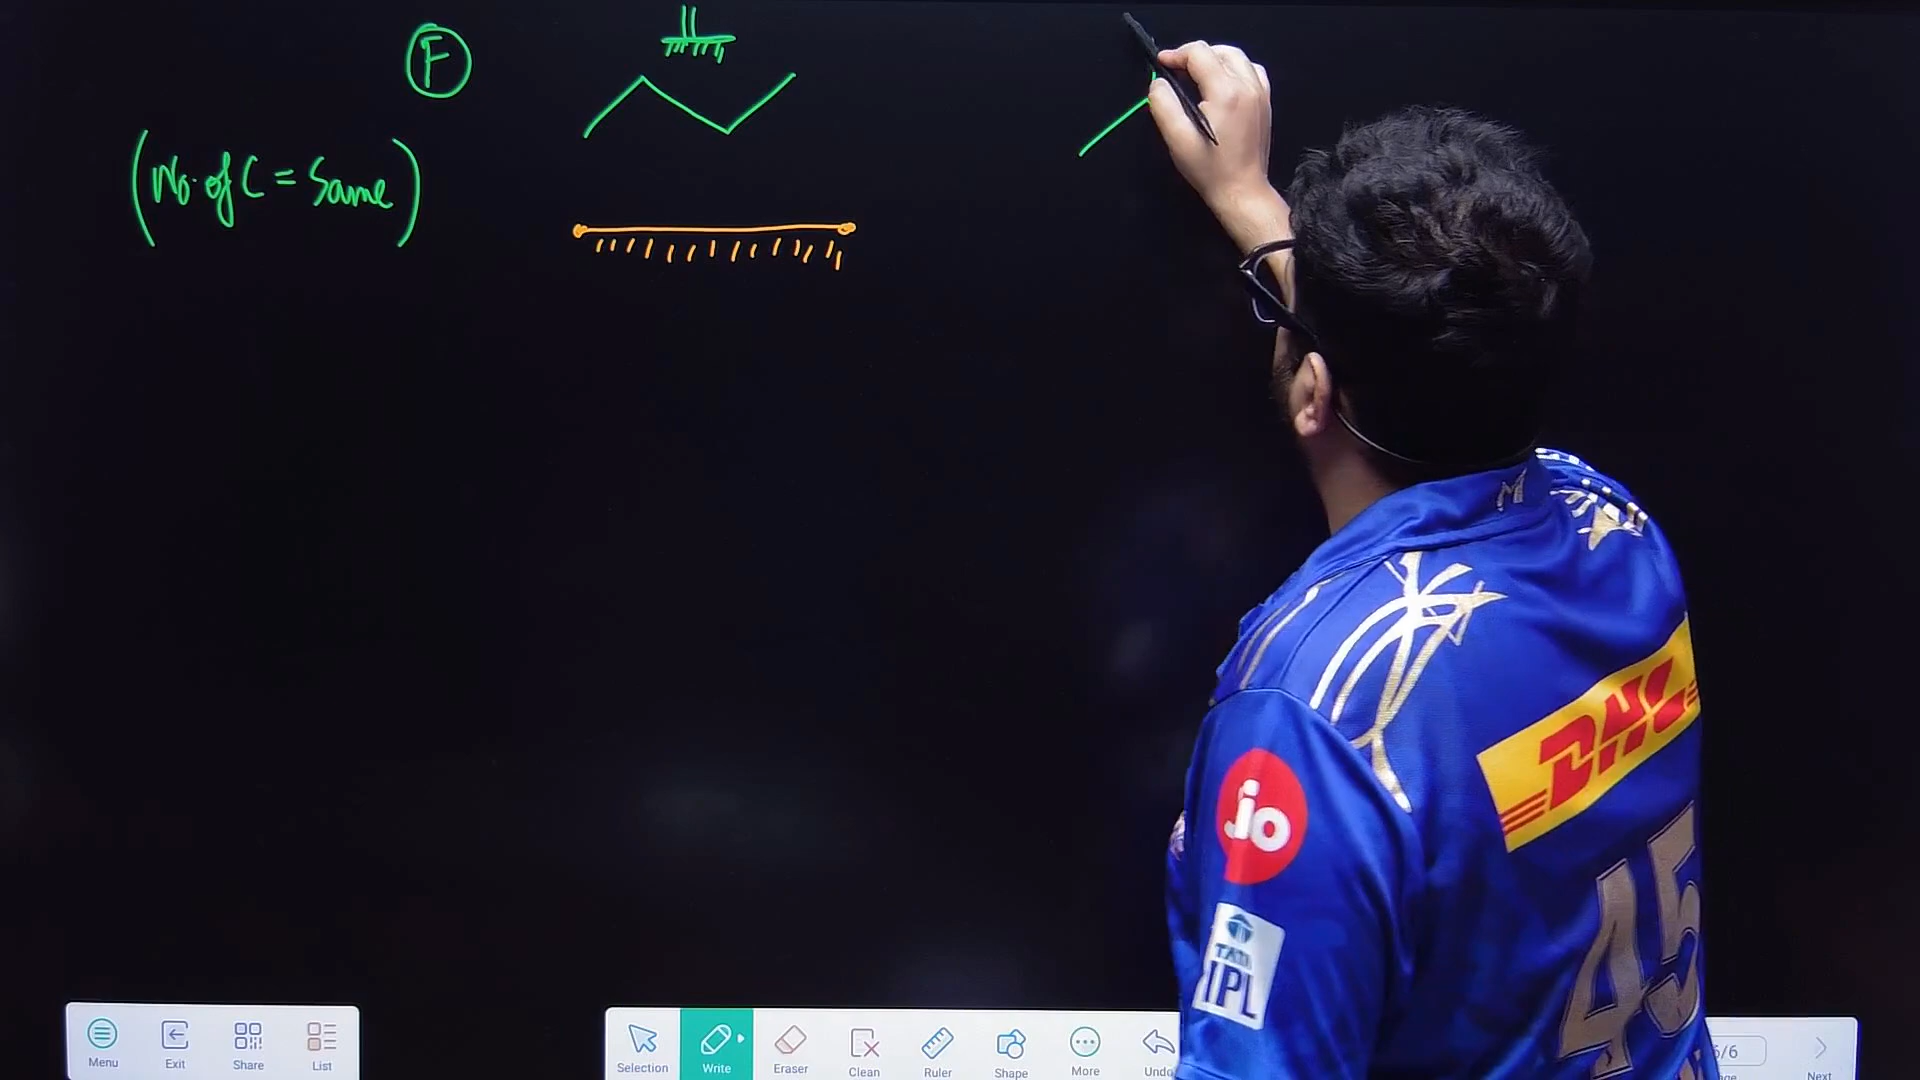 F
(No. of C = Same)
M
DHL
Jio
TATA
IPL
45
Menu
Exit
Share
List
Selection
Write
Eraser
Clean
Ruler
Shape
More
Undo
/6
Next